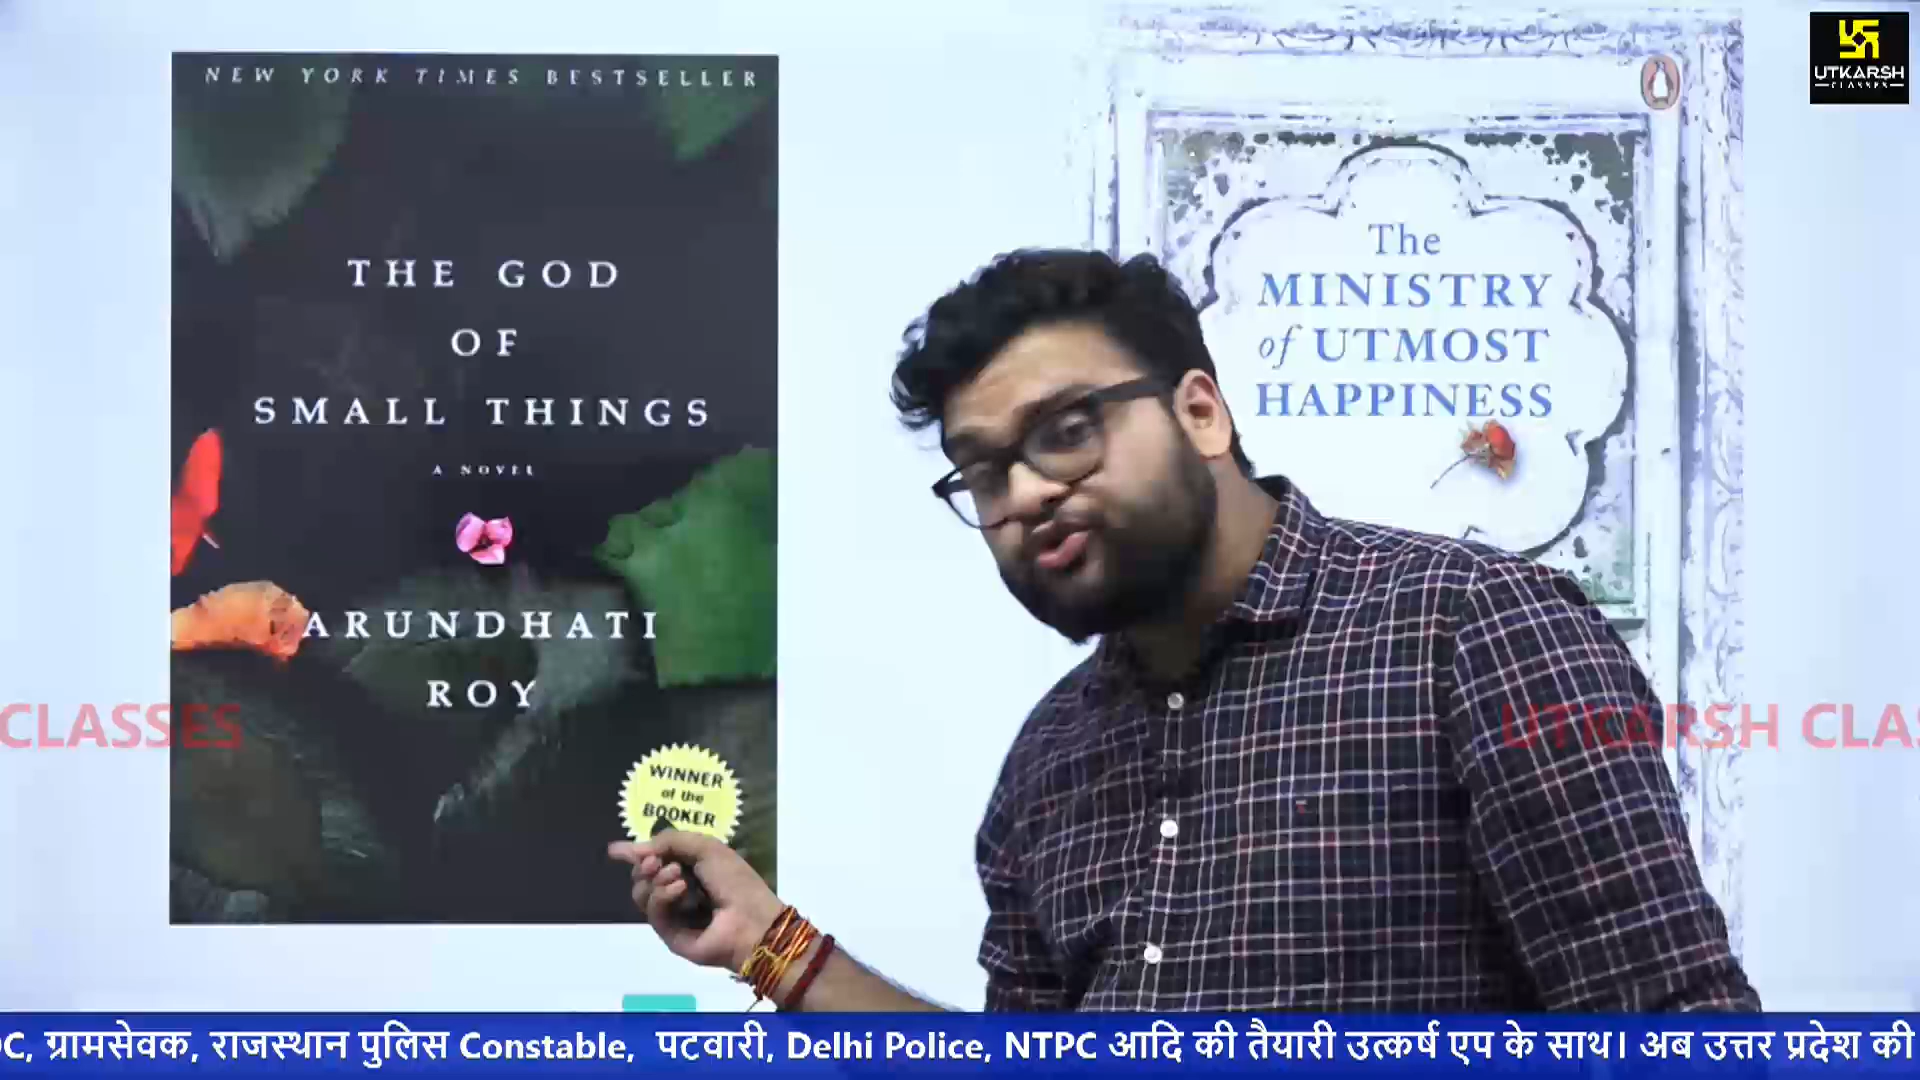 NEW YORK TIMES BESTSELLER
THE GOD
OF
SMALL THINGS
A NOVEL
ARUNDHATI
ROY
WINNER
of the
BOOKER
The
MINISTRY
of UTMOST
HAPPINESS
UTKARSH
CLASSES
CLASSES
UTKARSH CLAS
C, ग्रामसेवक, राजस्थान पुलिस Constable, पटवारी, Delhi Police, NTPC आदि की तैयारी उत्कर्ष एप के साथ। अब उत्तर प्रदेश की